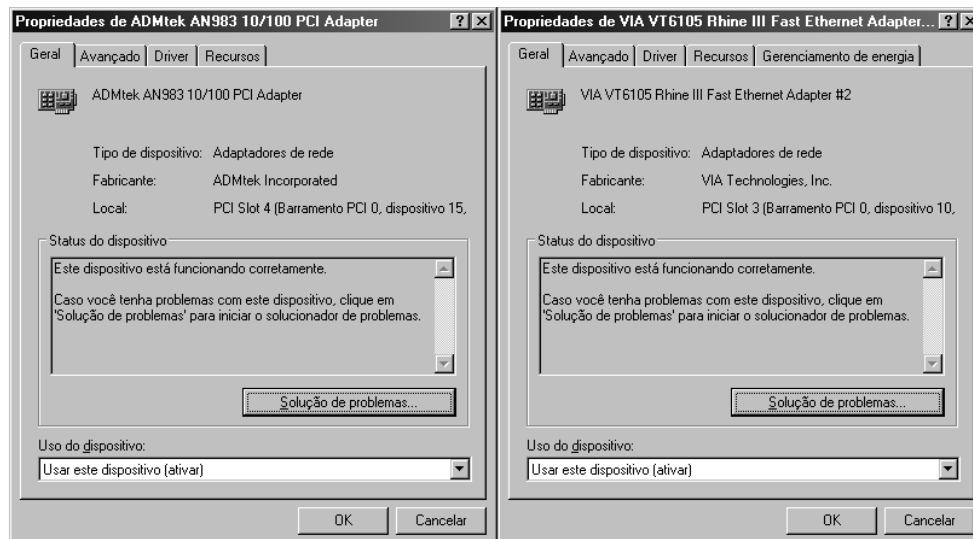 Propriedades de ADMtek AN983 10/100 PCI Adapter
Geral
Avançado
Driver
Recursos
ADMtek AN983 10/100 PCI Adapter
Tipo de dispositivo: Adaptadores de rede
Fabricante: ADMtek Incorporated
Local: PCI Slot 4 (Barramento PCI 0, dispositivo 15,
Status do dispositivo
Este dispositivo está funcionando corretamente.
Caso você tenha problemas com este dispositivo, clique em
'Solução de problemas' para iniciar o solucionador de problemas.
Solução de problemas...
Uso do dispositivo:
Usar este dispositivo (ativar)
OK
Cancelar
Propriedades de VIA VT6105 Rhine III Fast Ethernet Adapter...
Geral
Avançado
Driver
Recursos
Gerenciamento de energia
VIA VT6105 Rhine III Fast Ethernet Adapter #2
Tipo de dispositivo: Adaptadores de rede
Fabricante: VIA Technologies, Inc.
Local: PCI Slot 3 (Barramento PCI 0, dispositivo 10,
Status do dispositivo
Este dispositivo está funcionando corretamente.
Caso você tenha problemas com este dispositivo, clique em
'Solução de problemas' para iniciar o solucionador de problemas.
Solução de problemas...
Uso do dispositivo:
Usar este dispositivo (ativar)
OK
Cancelar